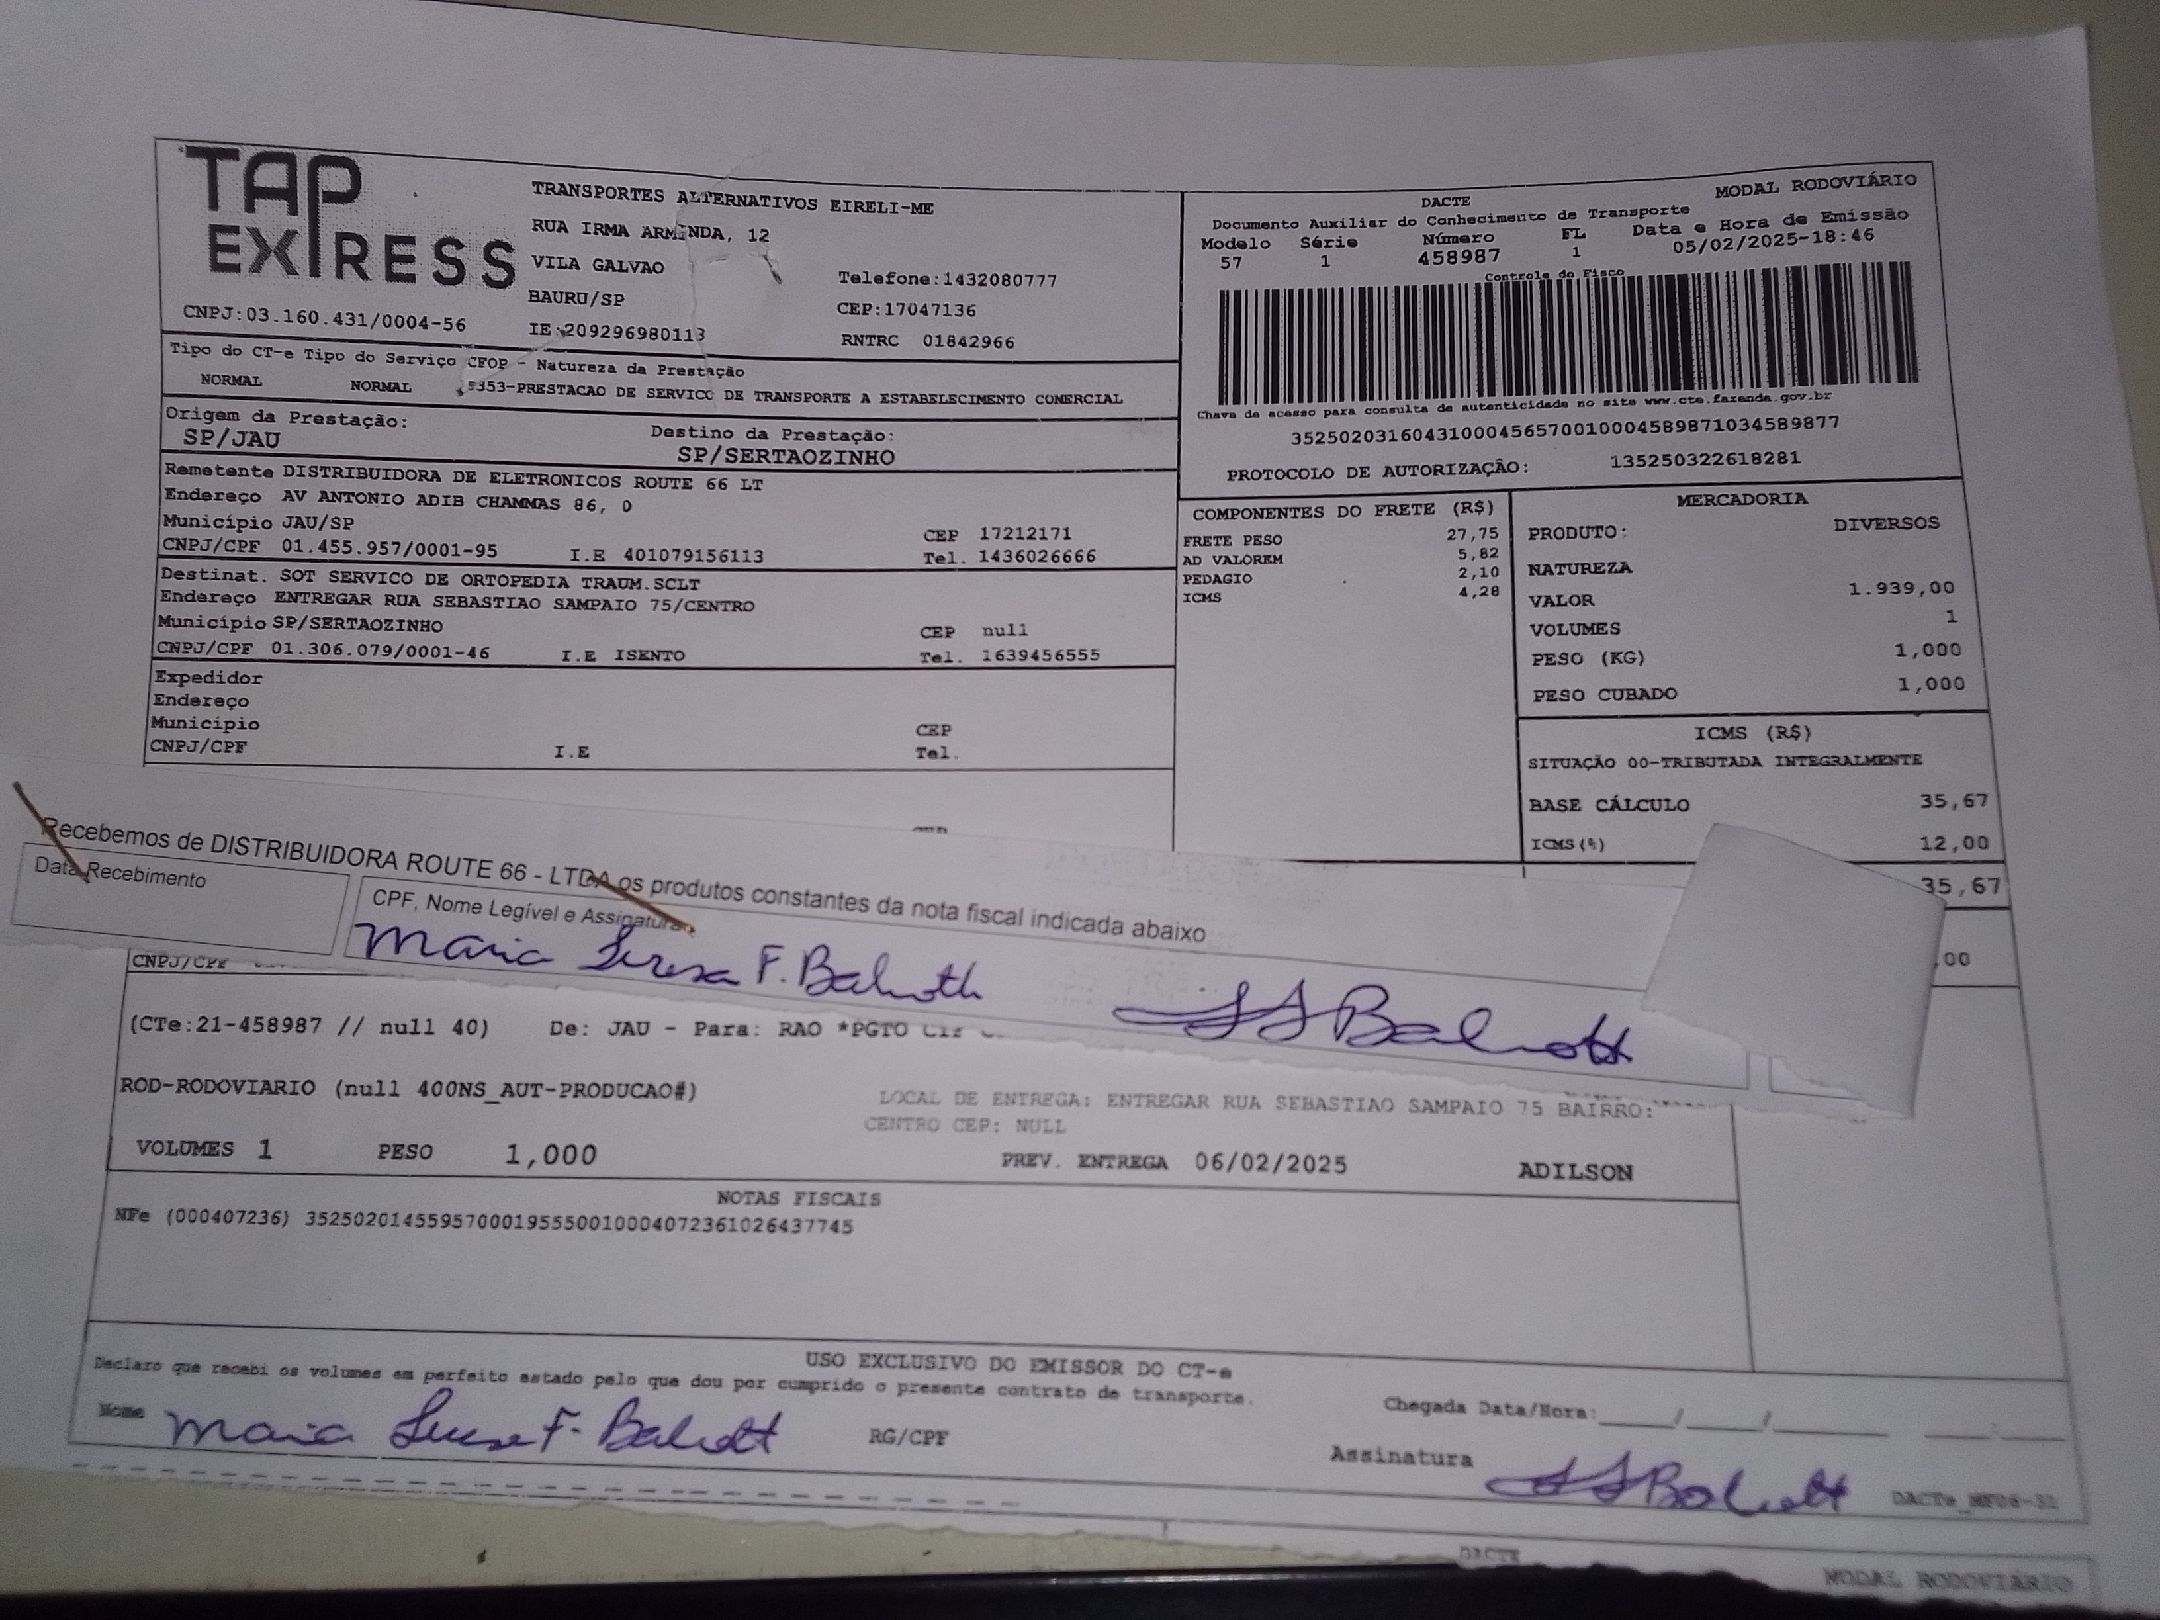 TAP
EXPRESS
CNPJ:03.160.431/0004-56
TRANSPORTES ALTERNATIVOS EIRELI-ME
RUA IRMA ARMINDA, 12
VILA GALVAO
BAURU/SP
IE:209296980113
Telefone:1432080777
CEP:17047136
RNTRC 01842966
DACTE
MODAL RODOVIÁRIO
Documento Auxiliar do Conhecimento de Transporte
Modelo Série Número FL Data e Hora de Emissão
57 1 458987 1 05/02/2025-18:46
Controle do Fisco
Chave de acesso para consulta de autenticidade no site www.cte.fazenda.gov.br
35250203160431000456570010004589871034589877
PROTOCOLO DE AUTORIZAÇÃO: 135250322618281
Tipo do CT-e Tipo do Serviço CFOP - Natureza da Prestação
NORMAL NORMAL 5353-PRESTACAO DE SERVICO DE TRANSPORTE A ESTABELECIMENTO COMERCIAL
Origem da Prestação: Destino da Prestação:
SP/JAU SP/SERTAOZINHO
Remetente DISTRIBUIDORA DE ELETRONICOS ROUTE 66 LT
Endereço AV ANTONIO ADIB CHAMMAS 86, 0
Município JAU/SP CEP 17212171
CNPJ/CPF 01.455.957/0001-95 I.E 401079156113 Tel. 1436026666
Destinat. SOT SERVICO DE ORTOPEDIA TRAUM.SCLT
Endereço ENTREGAR RUA SEBASTIAO SAMPAIO 75/CENTRO
Município SP/SERTAOZINHO CEP null
CNPJ/CPF 01.306.079/0001-46 I.E ISENTO Tel. 1639456555
Expedidor
Endereço
Município CEP
CNPJ/CPF I.E Tel.
COMPONENTES DO FRETE (R$)
FRETE PESO 27,75
AD VALOREM 5,82
PEDAGIO 2,10
ICMS 4,28
MERCADORIA
PRODUTO: DIVERSOS
NATUREZA
VALOR 1.939,00
VOLUMES 1
PESO (KG) 1,000
PESO CUBADO 1,000
ICMS (R$)
SITUAÇÃO 00-TRIBUTADA INTEGRALMENTE
BASE CÁLCULO 35,67
ICMS(%) 12,00
35,67
,00
Recebemos de DISTRIBUIDORA ROUTE 66 - LTDA os produtos constantes da nota fiscal indicada abaixo
Data Recebimento
CPF, Nome Legível e Assinatura
Maria Teresa F. Balnoth
CNPJ/CPF
(CTe:21-458987 // null 40) De: JAU - Para: RAO *PGTO CIF
ROD-RODOVIARIO (null 400NS_AUT-PRODUCAO#)
LOCAL DE ENTREGA: ENTREGAR RUA SEBASTIAO SAMPAIO 75 BAIRRO:
CENTRO CEP: NULL
VOLUMES 1 PESO 1,000 PREV. ENTREGA 06/02/2025 ADILSON
NOTAS FISCAIS
NFe (000407236) 35250201455957000195550010004072361026437745
USO EXCLUSIVO DO EMISSOR DO CT-e
Declaro que recebi os volumes em perfeito estado pelo que dou por cumprido o presente contrato de transporte.
Chegada Data/Hora:____/____/____ ____:____
Nome Maria RG/CPF Assinatura
DACTe_MF06-31
DACTE
MODAL RODOVIÁRIO